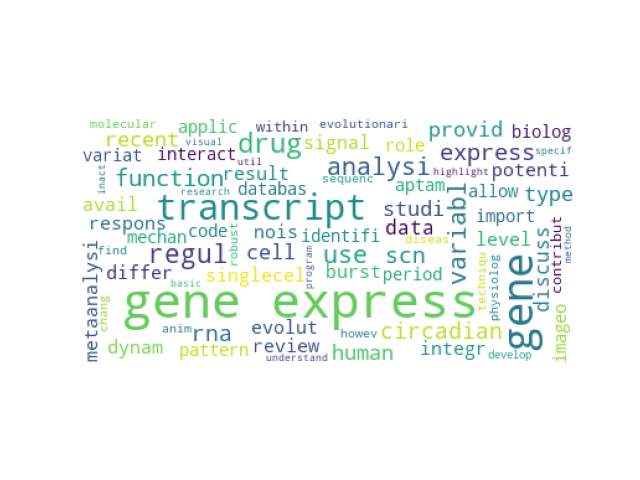 molecular
applic
within
evolutionari
provid
biolog
recent
visual
drug
signal
role
express
specif
variat
interact
util
analysi
highlight
potenti
inact
function
result
sequenc
research
databas
aptam
allow
type
avail
transcript
studi
variabl
import
respons
code
nois
identifi
data
diseas
level
mechan
robust
find
regul
cell
use
scn
discuss
contribut
method
metaanalysi
differ
singlecel
program
burst
period
techniqu
physiolog
gene
basic
chang
gene express
anim
rna
evolut
howev
circadian
imageo
dynam
pattern
review
understand
human
integr
develop